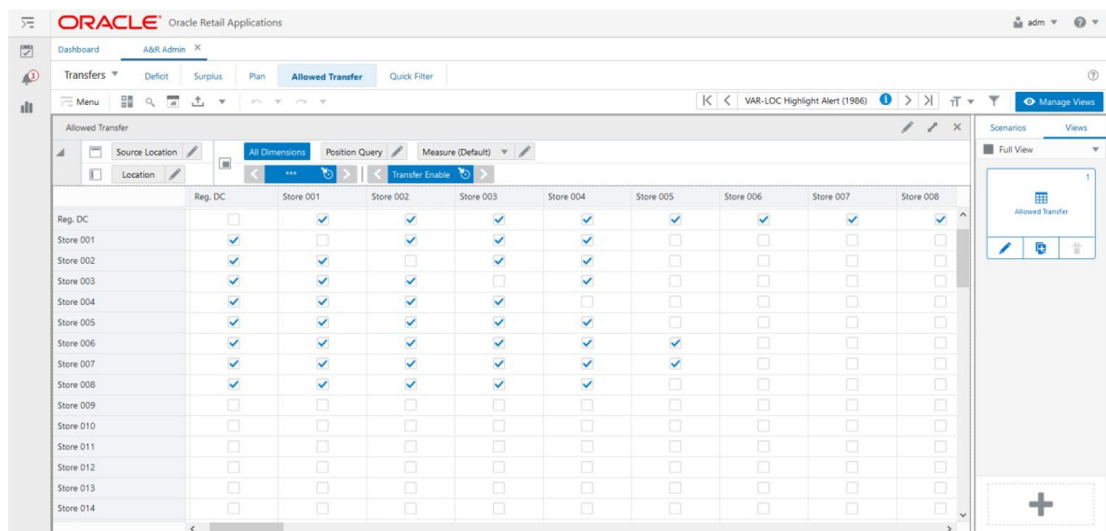 ORACLE Oracle Retail Applications adm
Dashboard A&R Admin
3
Transfers Deficit Surplus Plan Allowed Transfer Quick Filter
Menu VAR-LOC Highlight Alert (1986) Manage Views
Allowed Transfer
Scenarios Views
Source Location All Dimensions Position Query Measure (Default)
Full View
Location *** Transfer Enable
1
Allowed Transfer
Reg. DC Store 001 Store 002 Store 003 Store 004 Store 005 Store 006 Store 007 Store 008
Reg. DC
Store 001
Store 002
Store 003
Store 004
Store 005
Store 006
Store 007
Store 008
Store 009
Store 010
Store 011
Store 012
Store 013
Store 014